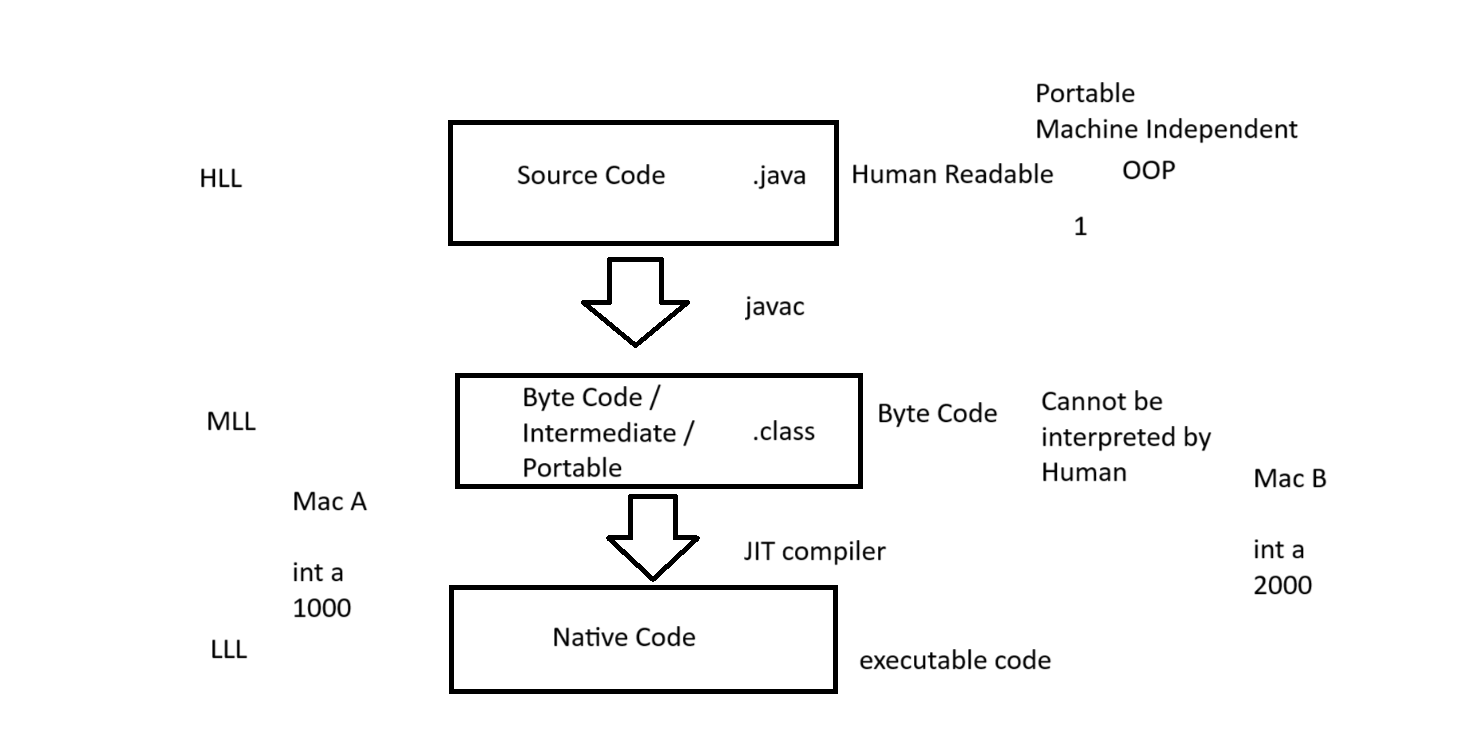 Portable
Machine Independent
HLL
Source Code .java
Human Readable
OOP
1
javac
MLL
Byte Code /
Intermediate /
Portable
.class
Byte Code
Cannot be
interpreted by
Human
Mac A
int a
1000
Mac B
int a
2000
JIT compiler
LLL
Native Code
executable code